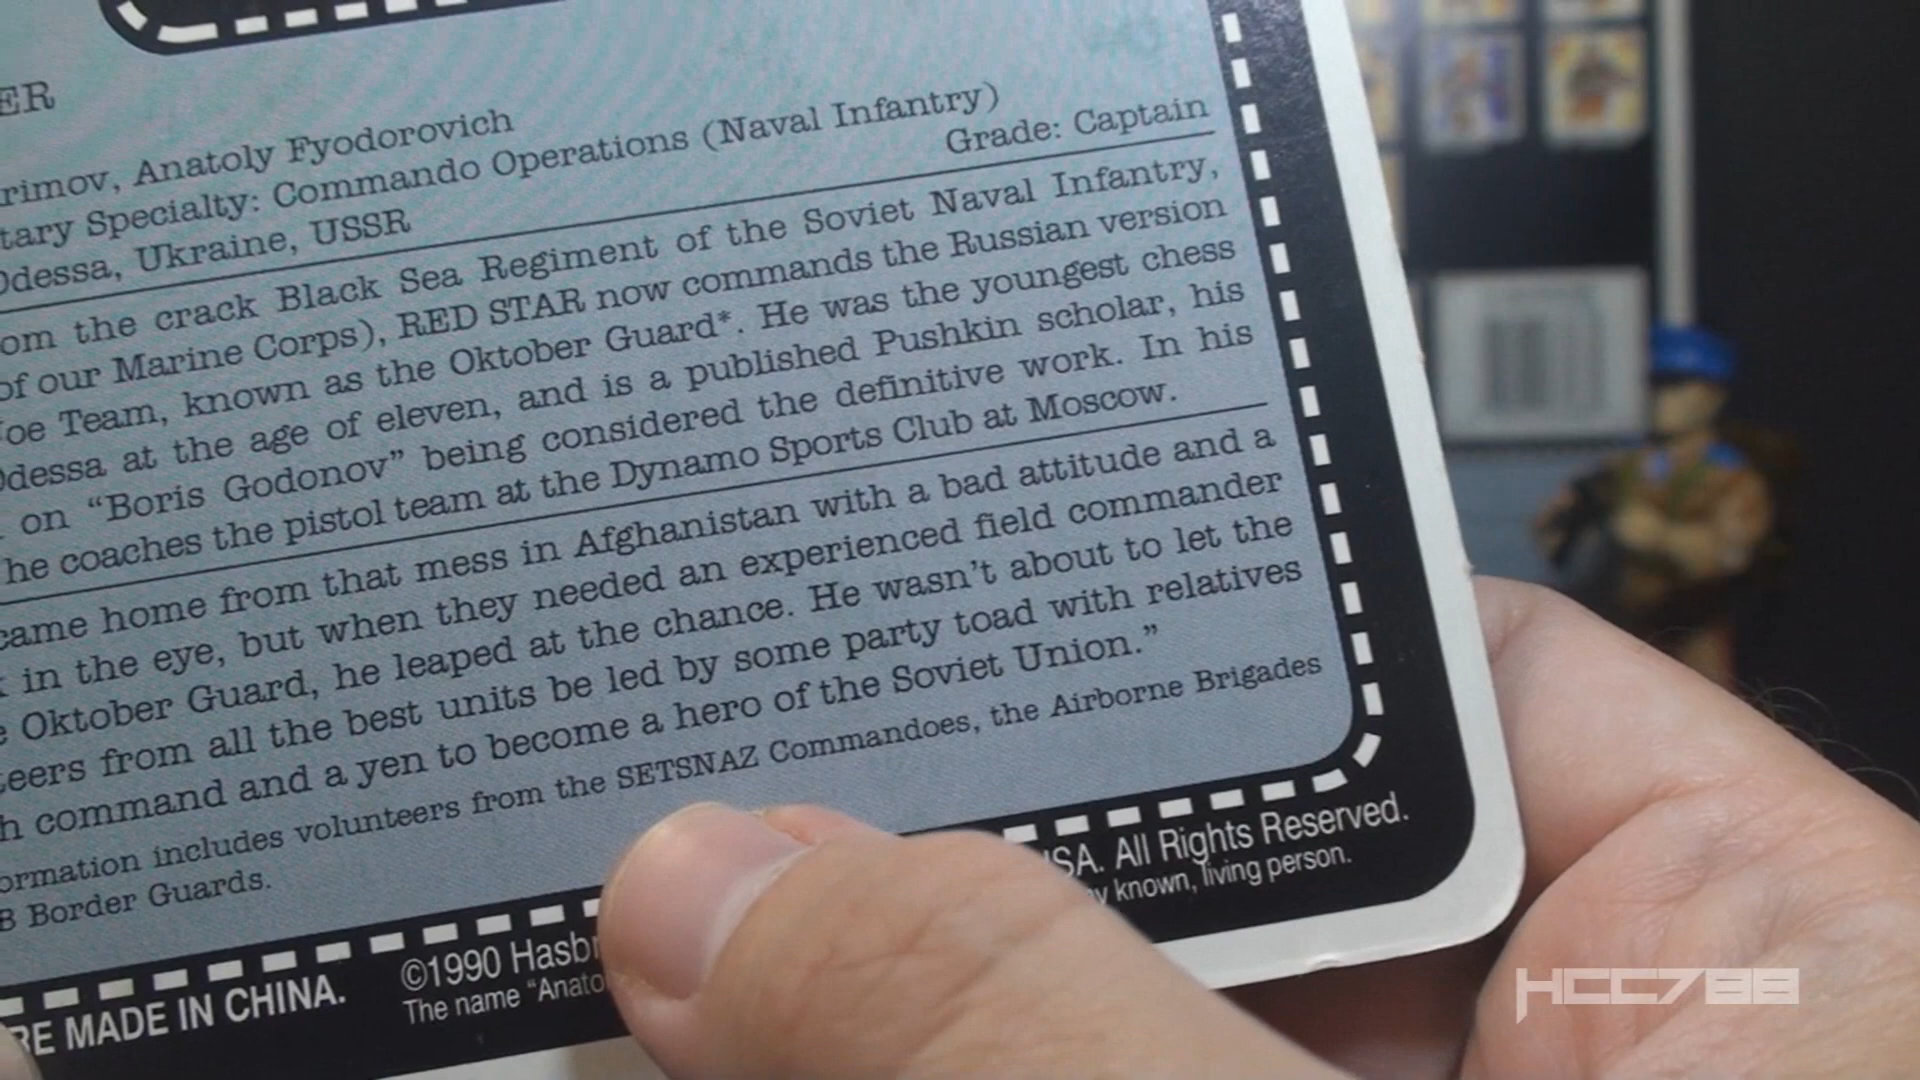 ER
rimov, Anatoly Fyodorovich
tary Specialty: Commando Operations (Naval Infantry)
Odessa, Ukraine, USSR Grade: Captain
om the crack Black Sea Regiment of the Soviet Naval Infantry,
of our Marine Corps), RED STAR now commands the Russian version
Joe Team, known as the Oktober Guard*. He was the youngest chess
Odessa at the age of eleven, and is a published Pushkin scholar, his
on “Boris Godonov” being considered the definitive work. In his
he coaches the pistol team at the Dynamo Sports Club at Moscow.
came home from that mess in Afghanistan with a bad attitude and a
in the eye, but when they needed an experienced field commander
e Oktober Guard, he leaped at the chance. He wasn’t about to let the
teers from all the best units be led by some party toad with relatives
h command and a yen to become a hero of the Soviet Union.”
ormation includes volunteers from the SETSNAZ Commandoes, the Airborne Brigades
B Border Guards.
RE MADE IN CHINA. ©1990 Hasbr SA. All Rights Reserved.
The name “Anato y known, living person.
HCC788